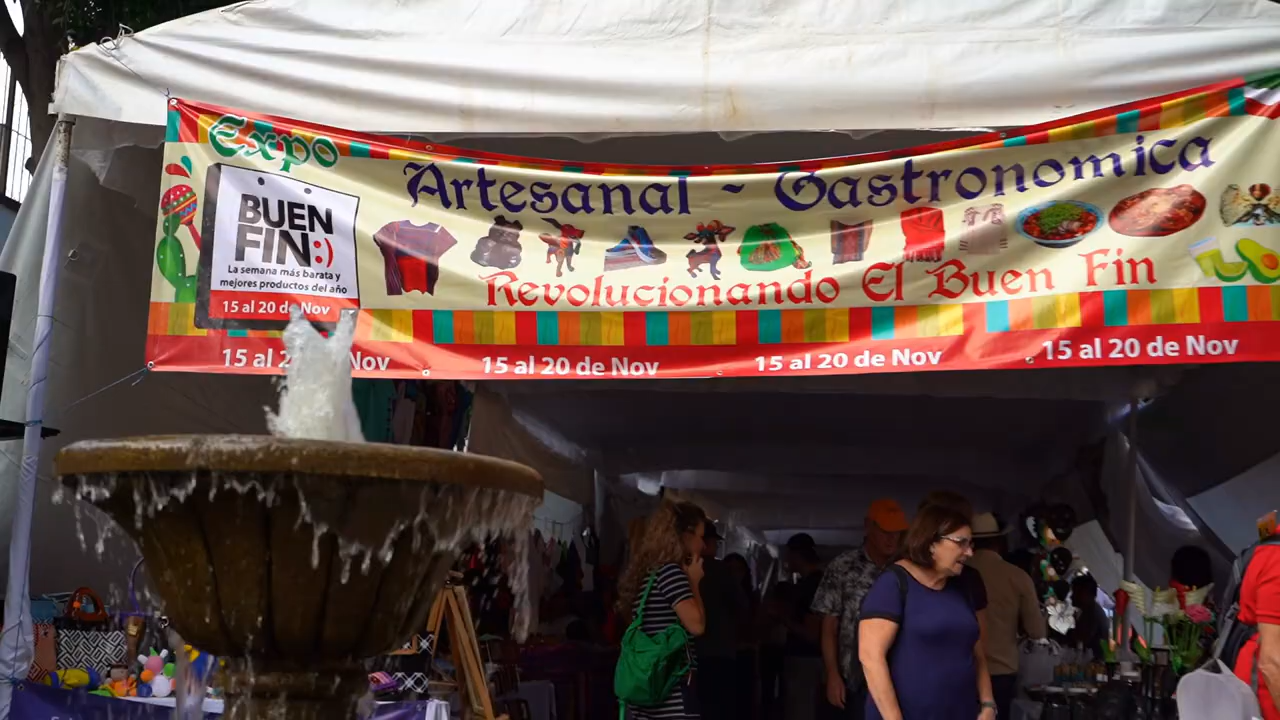 Expo
Artesanal - Gastronomica
BUEN
FIN:)
La semana más barata y
mejores productos del año
15 al 20 de Nov
Revolucionando El Buen Fin
15 al 20 de Nov 15 al 20 de Nov 15 al 20 de Nov 15 al 20 de Nov